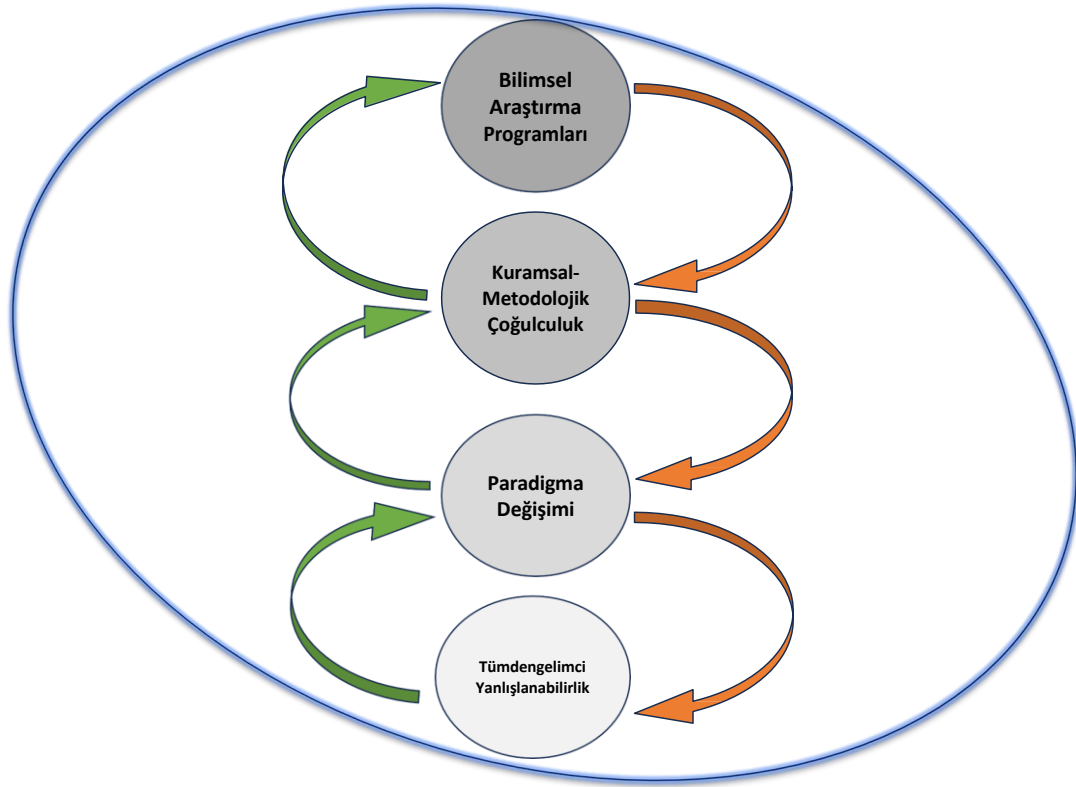 Bilimsel
Araştırma
Programları
Kuramsal-
Metodolojik
Çoğulculuk
Paradigma
Değişimi
Tümdengelimci
Yanlışlanabilirlik